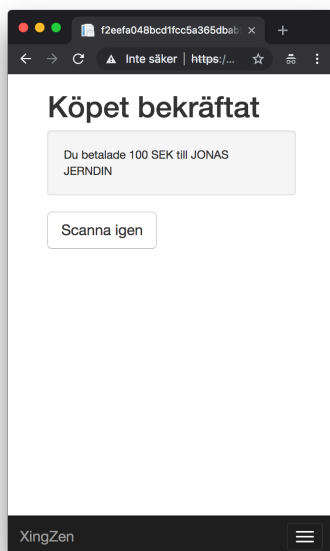 f2eefa048bcd1fcc5a365dbab
Inte säker | https:/...
Köpet bekräftat
Du betalade 100 SEK till JONAS
JERNDIN
Scanna igen
XingZen